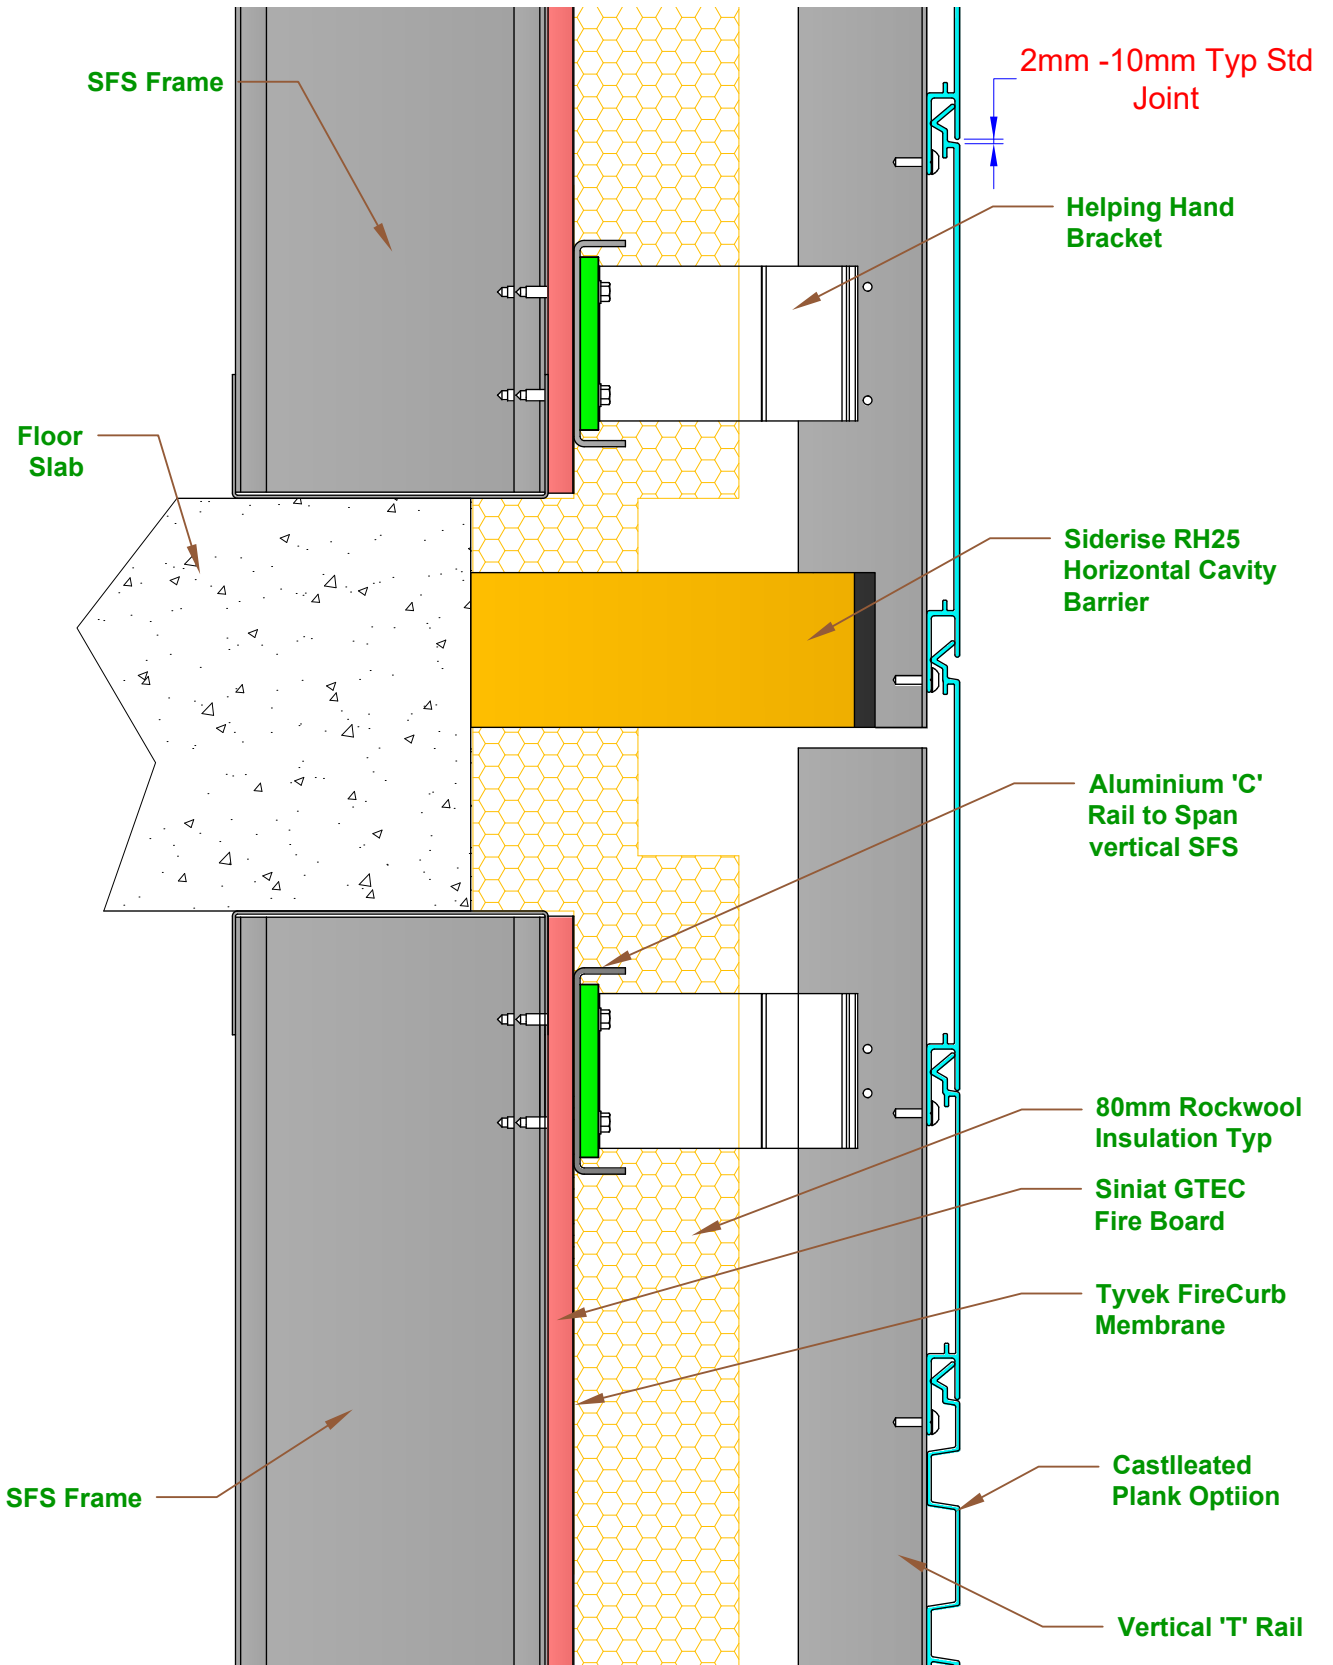 SFS Frame
2mm -10mm Typ Std
Joint
Helping Hand
Bracket
Floor
Slab
Siderise RH25
Horizontal Cavity
Barrier
Aluminium 'C'
Rail to Span
vertical SFS
80mm Rockwool
Insulation Typ
Siniat GTEC
Fire Board
Tyvek FireCurb
Membrane
SFS Frame
Castlleated
Plank Optiion
Vertical 'T' Rail